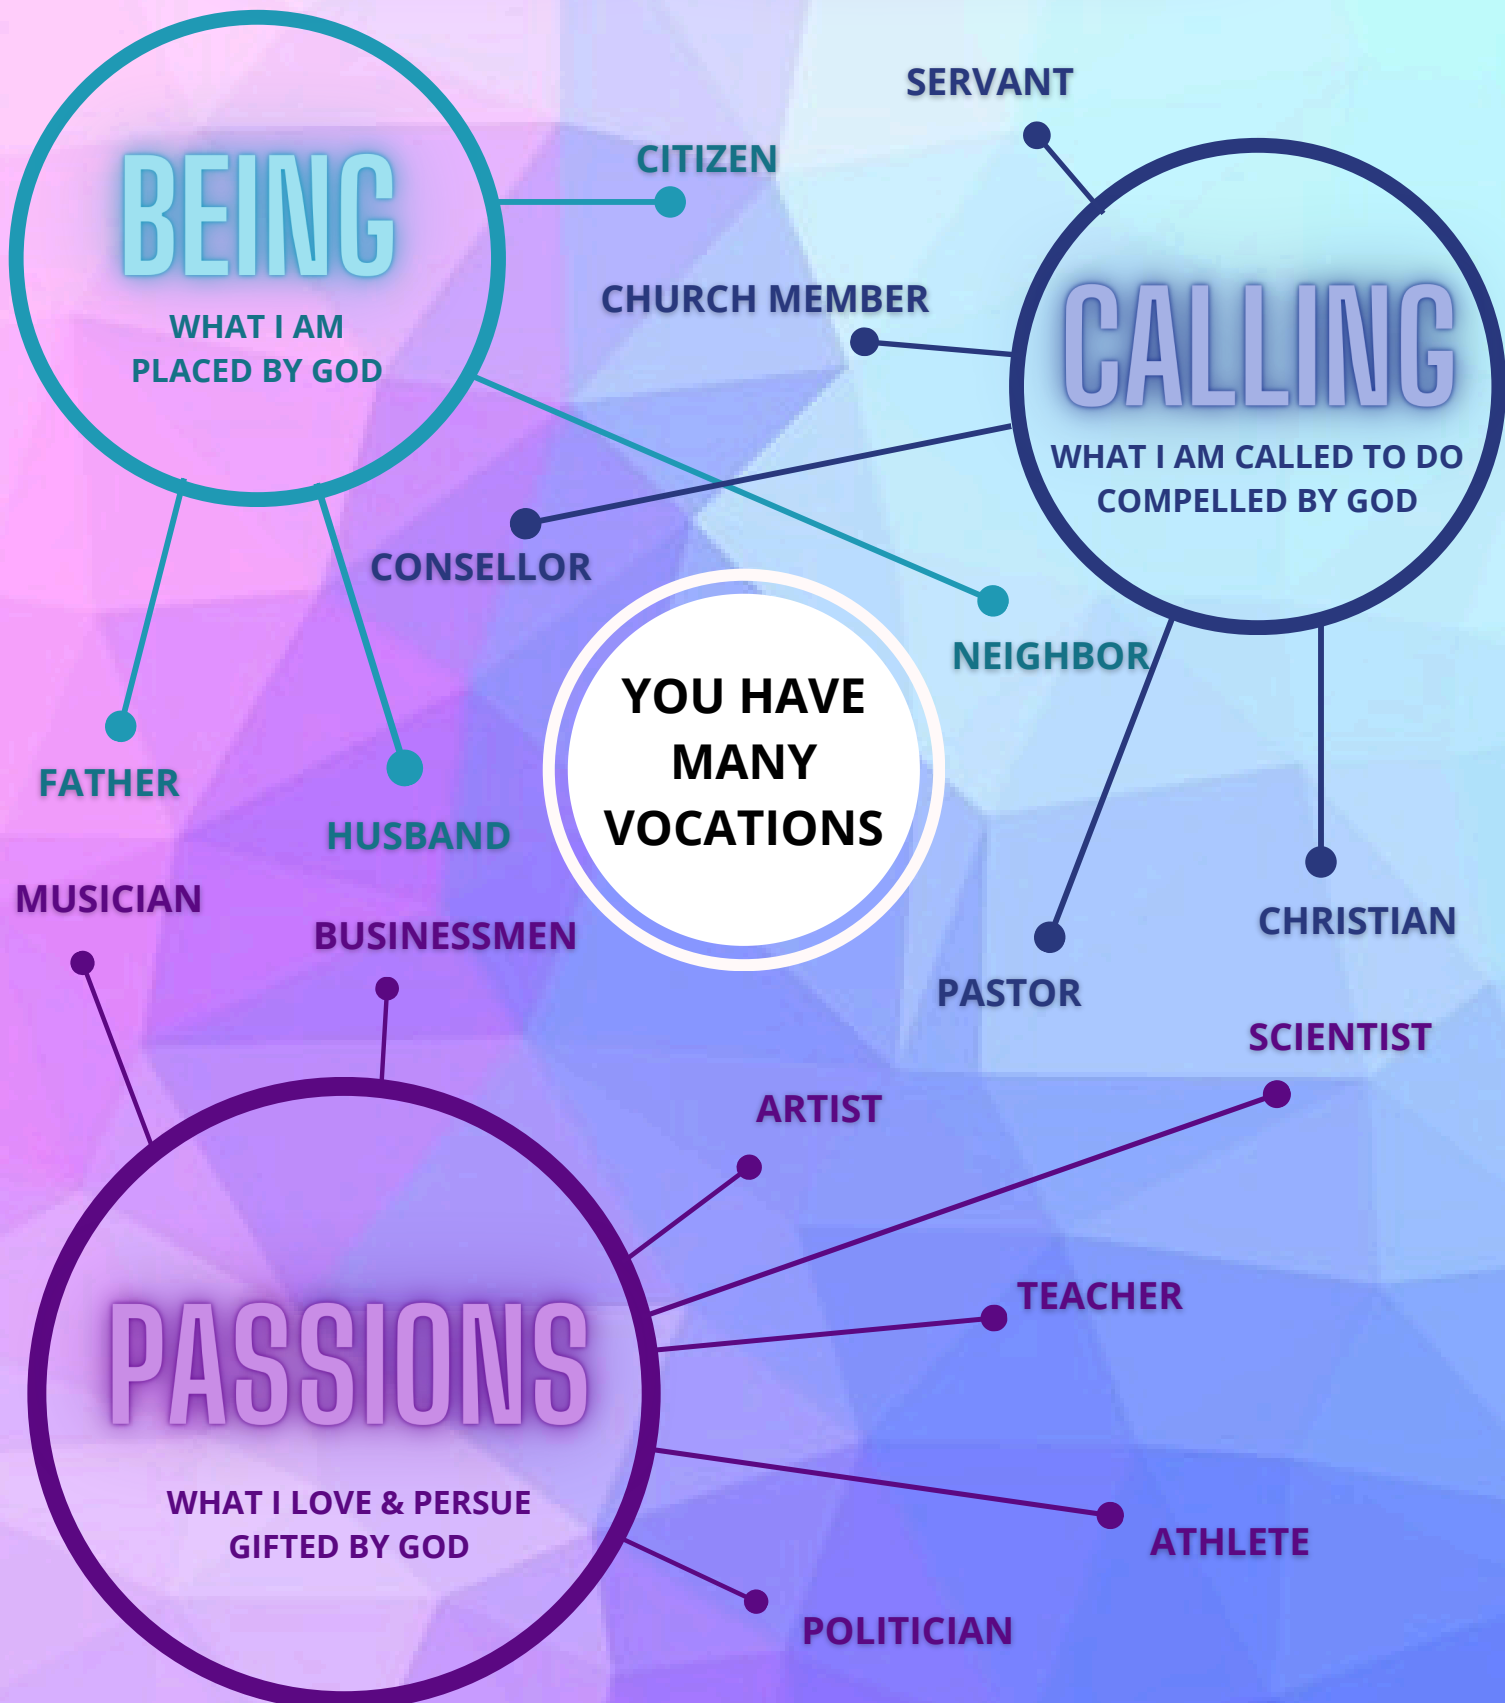 BEING
WHAT I AM
PLACED BY GOD
CITIZEN
SERVANT
CHURCH MEMBER
CALLING
WHAT I AM CALLED TO DO
COMPELLED BY GOD
CONSELLOR
NEIGHBOR
FATHER
HUSBAND
YOU HAVE
MANY
VOCATIONS
MUSICIAN
BUSINESSMEN
PASTOR
CHRISTIAN
SCIENTIST
ARTIST
TEACHER
PASSIONS
WHAT I LOVE & PERSUE
GIFTED BY GOD
ATHLETE
POLITICIAN